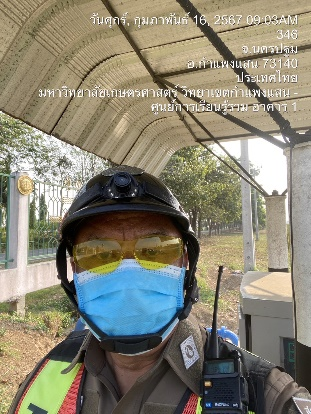 วันศุกร์, กุมภาพันธ์ 16, 2567 09:03AM
346
จ.นครปฐม
อ.กำแพงแสน 73140
ประเทศไทย
มหาวิทยาลัยเกษตรศาสตร์ วิทยาเขตกำแพงแสน -
ศูนย์การเรียนรู้รวม อาคาร 1